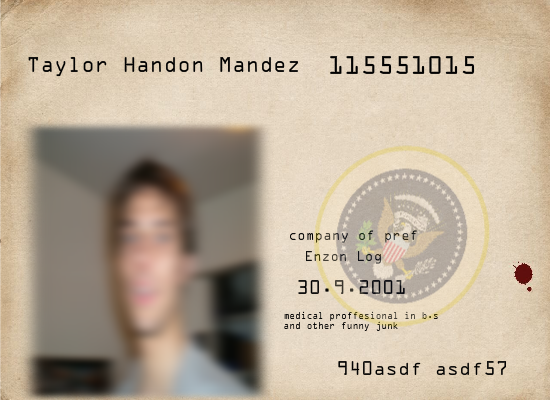 Taylor Handon Mandez 115551015
company of pref
Enzon Log
30.9.2001
medical proffesional in b.s
and other funny junk
940asdf asdf57